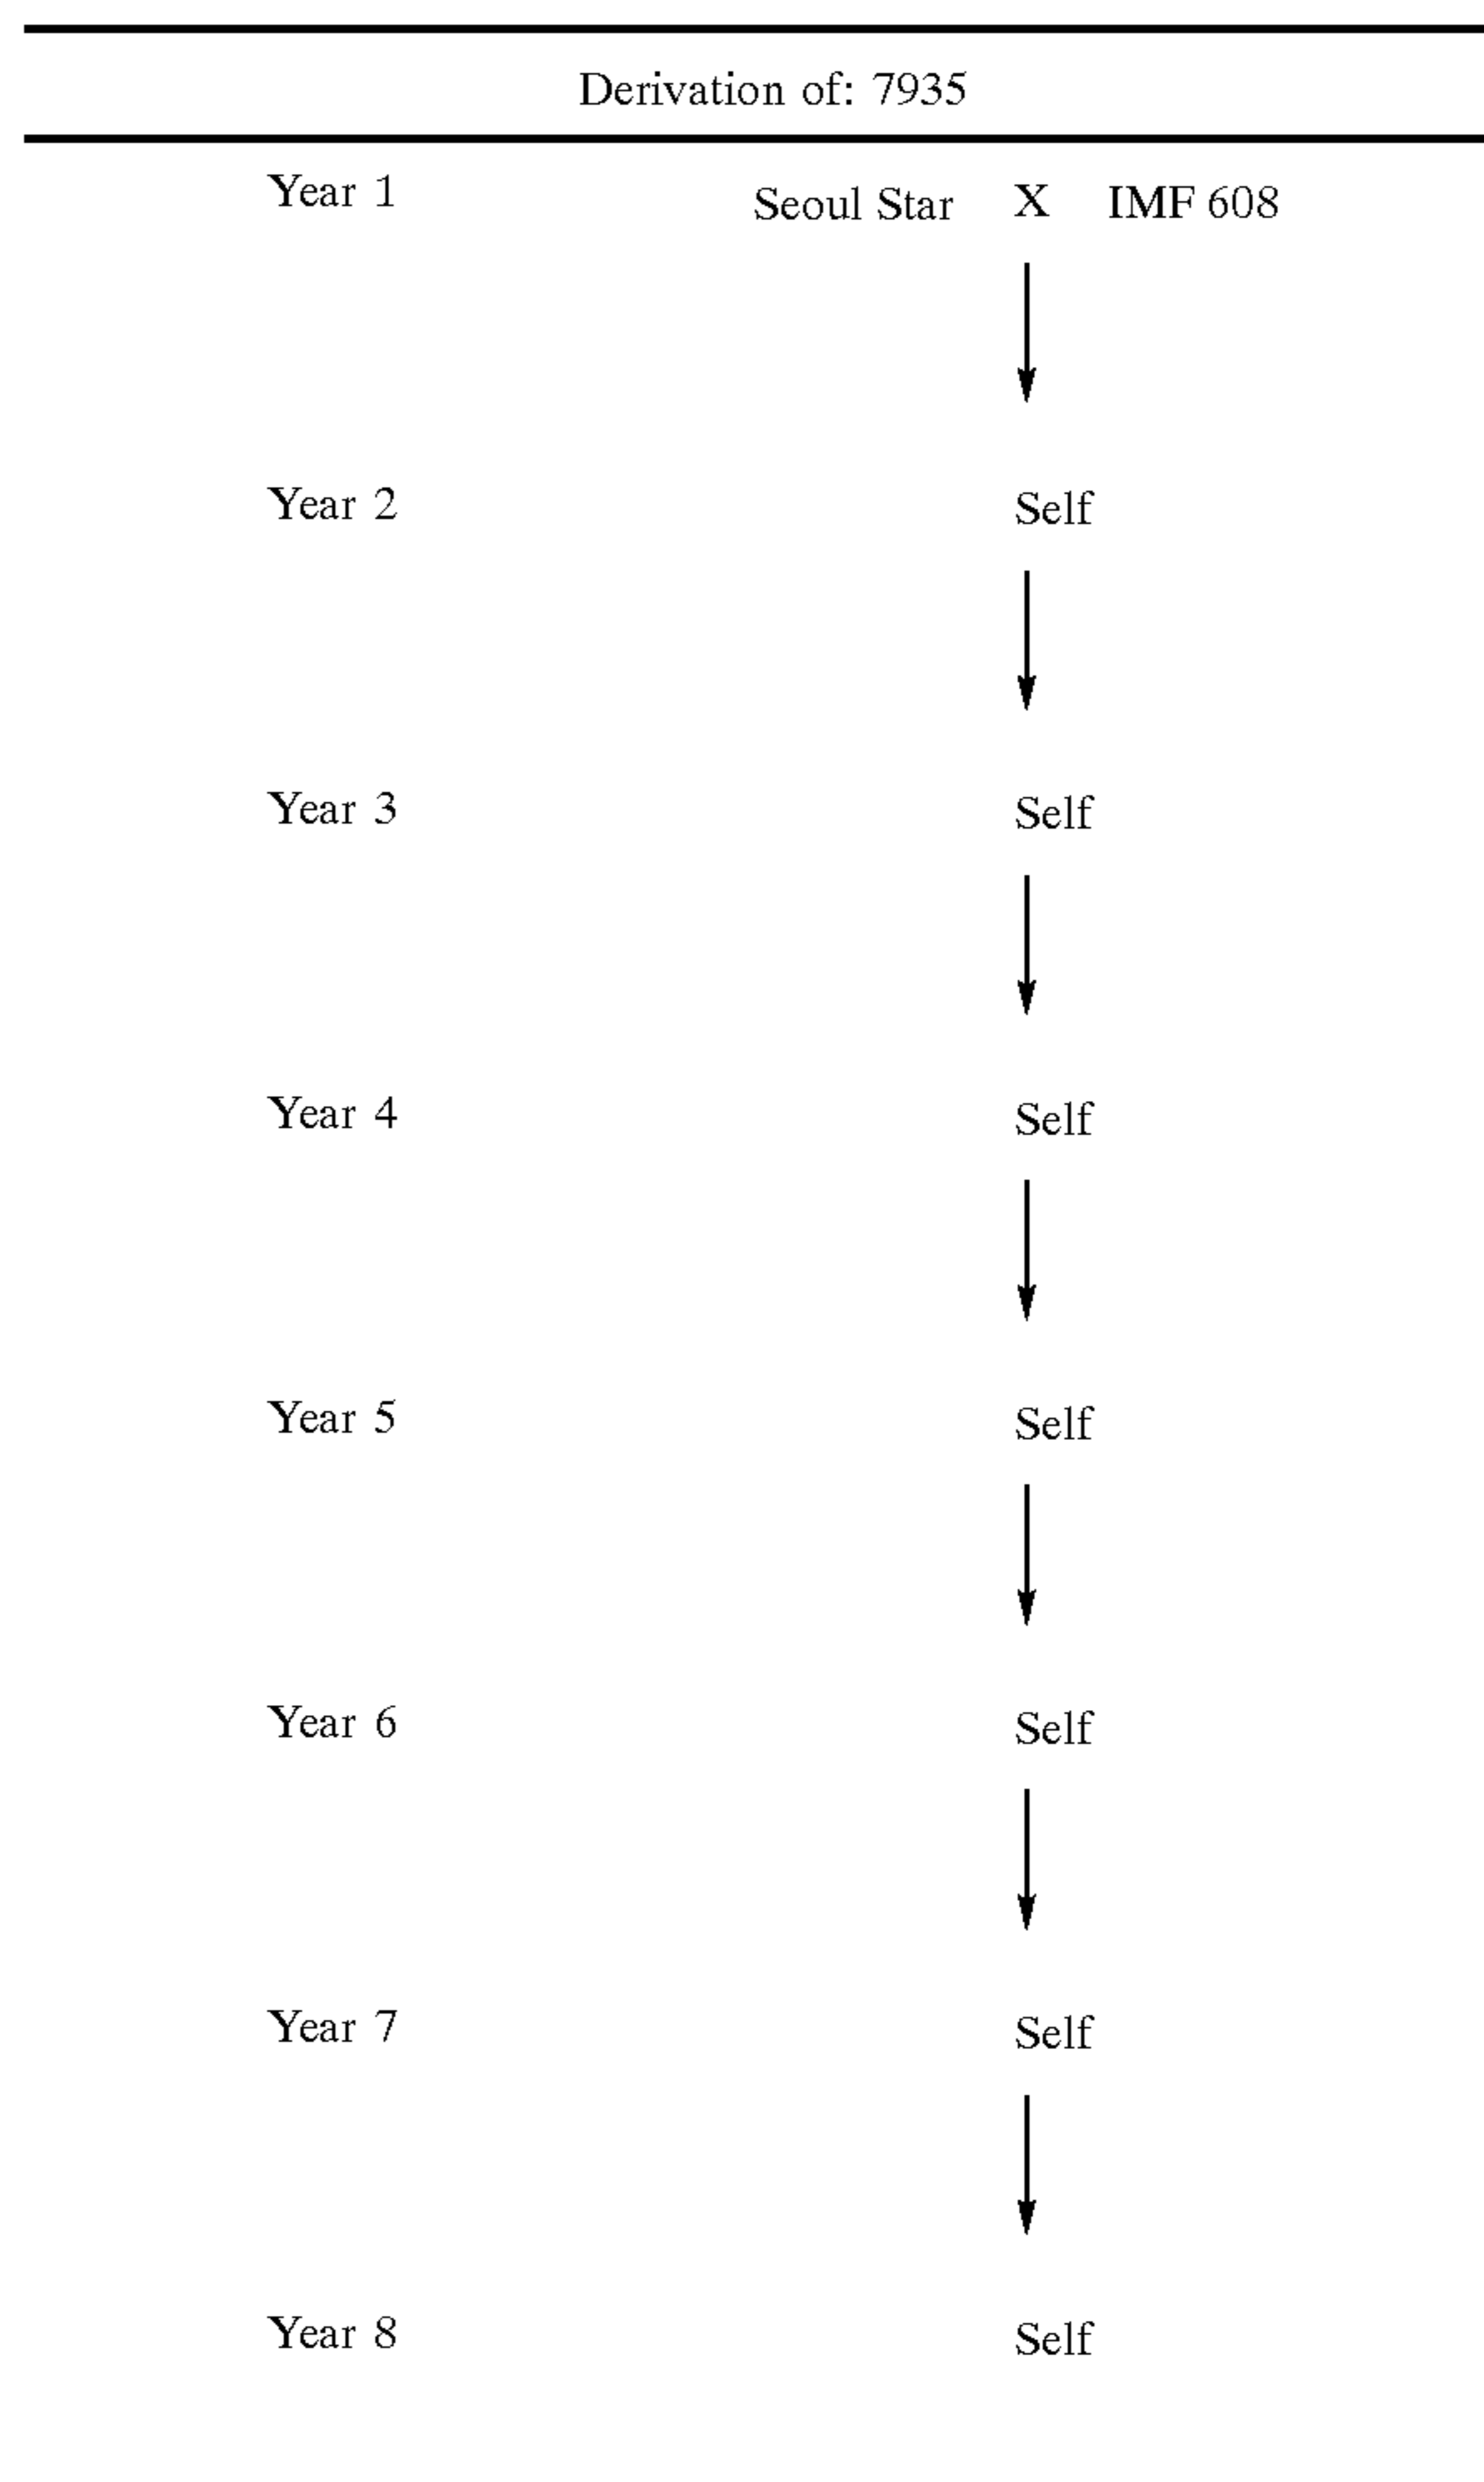 Derivation of: 7935
Year 1 Seoul Star X IMF 608
Year 2 Self
Year 3 Self
Year 4 Self
Year 5 Self
Year 6 Self
Year 7 Self
Year 8 Self